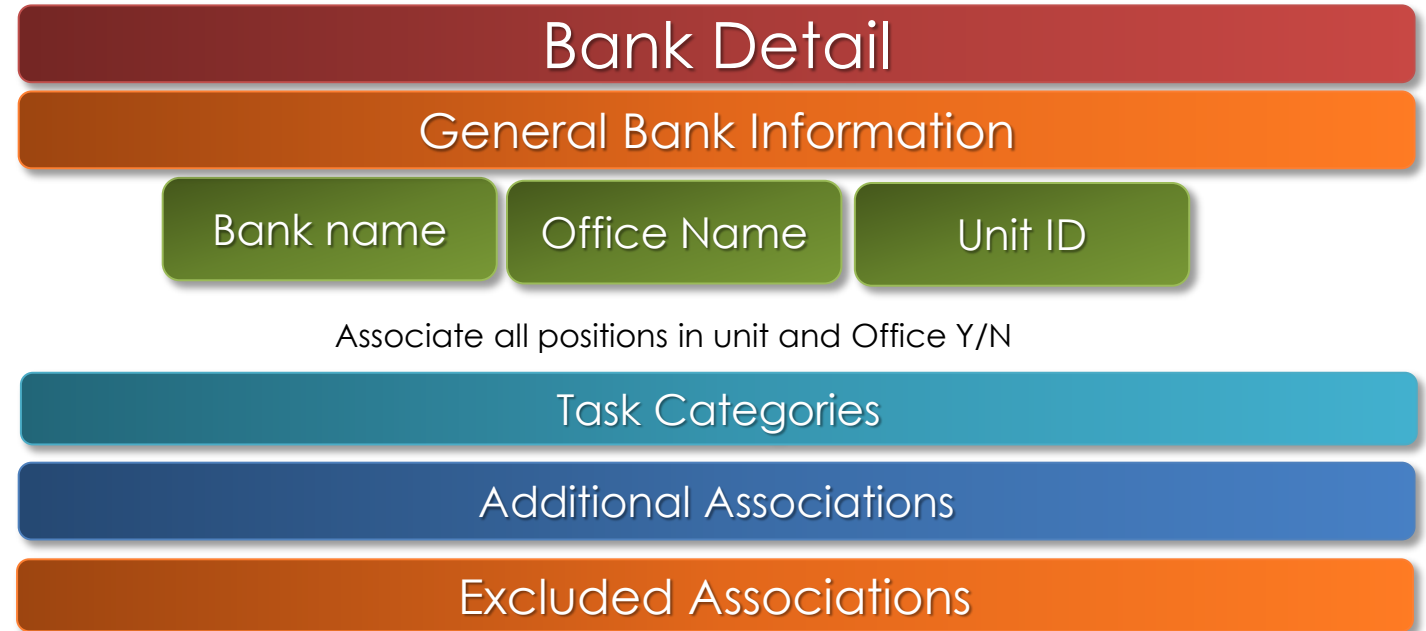 Bank Detail
General Bank Information
Bank name
Office Name
Unit ID
Associate all positions in unit and Office Y/N
Task Categories
Additional Associations
Excluded Associations